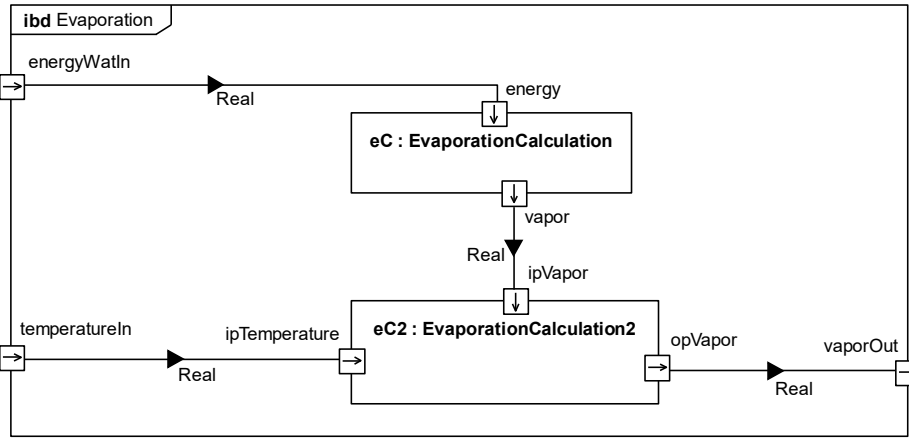 ibd Evaporation
energyWatIn
Real
energy
eC : EvaporationCalculation
vapor
Real
ipVapor
temperatureIn
Real
ipTemperature
eC2 : EvaporationCalculation2
opVapor
Real
vaporOut